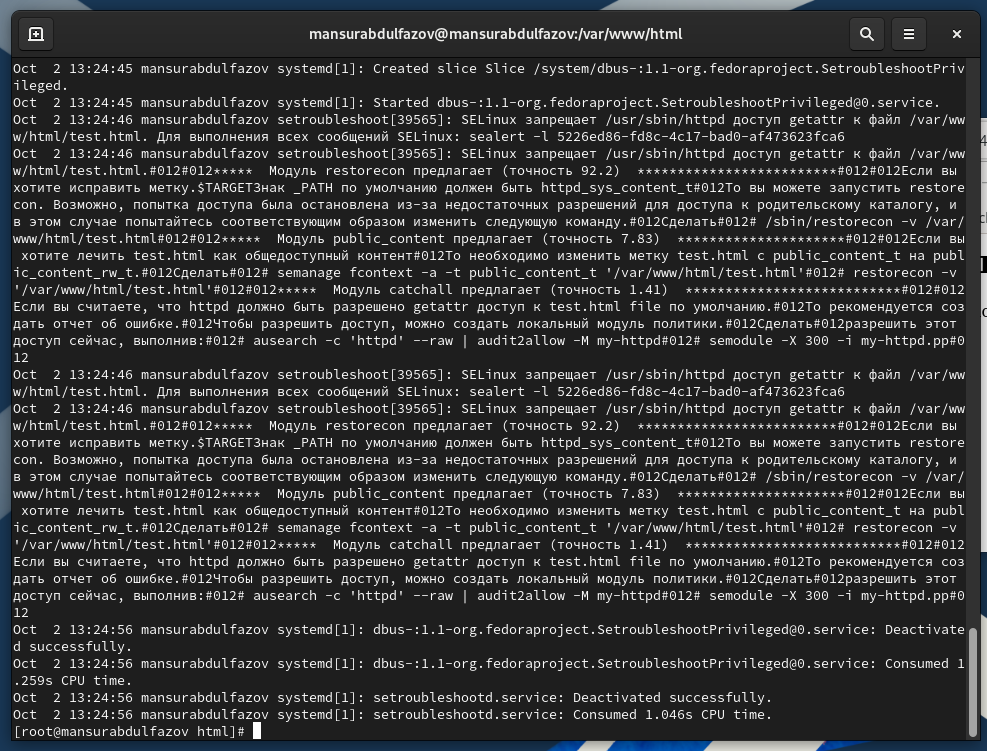 mansurabdulfazov@mansurabdulfazov:/var/www/html
Oct  2 13:24:45 mansurabdulfazov systemd[1]: Created slice Slice /system/dbus-:1.1-org.fedoraproject.SetroubleshootPriv
ileged.
Oct  2 13:24:45 mansurabdulfazov systemd[1]: Started dbus-:1.1-org.fedoraproject.SetroubleshootPrivileged@0.service.
Oct  2 13:24:46 mansurabdulfazov setroubleshoot[39565]: SELinux запрещает /usr/sbin/httpd доступ getattr к файл /var/ww
w/html/test.html. Для выполнения всех сообщений SELinux: sealert -l 5226ed86-fd8c-4c17-bad0-af473623fca6
Oct  2 13:24:46 mansurabdulfazov setroubleshoot[39565]: SELinux запрещает /usr/sbin/httpd доступ getattr к файл /var/ww
w/html/test.html.#012#012*****  Модуль restorecon предлагает (точность 92.2)  *************************#012#012Если вы
хотите исправить метку.$TARGETЗнак _PATH по умолчанию должен быть httpd_sys_content_t#012То вы можете запустить restore
con. Возможно, попытка доступа была остановлена из-за недостаточных разрешений для доступа к родительскому каталогу, и
в этом случае попытайтесь соответствующим образом изменить следующую команду.#012Сделать#012# /sbin/restorecon -v /var/
www/html/test.html#012#012*****  Модуль public_content предлагает (точность 7.83)  *********************#012#012Если вы
хотите лечить test.html как общедоступный контент#012То необходимо изменить метку test.html с public_content_t на publ
ic_content_rw_t.#012Сделать#012# semanage fcontext -a -t public_content_t '/var/www/html/test.html'#012# restorecon -v
'/var/www/html/test.html'#012#012*****  Модуль catchall предлагает (точность 1.41)  ***************************#012#012
Если вы считаете, что httpd должно быть разрешено getattr доступ к test.html file по умолчанию.#012То рекомендуется соз
дать отчет об ошибке.#012Чтобы разрешить доступ, можно создать локальный модуль политики.#012Сделать#012разрешить этот
доступ сейчас, выполнив:#012# ausearch -c 'httpd' --raw | audit2allow -M my-httpd#012# semodule -X 300 -i my-httpd.pp#0
12
Oct  2 13:24:46 mansurabdulfazov setroubleshoot[39565]: SELinux запрещает /usr/sbin/httpd доступ getattr к файл /var/ww
w/html/test.html. Для выполнения всех сообщений SELinux: sealert -l 5226ed86-fd8c-4c17-bad0-af473623fca6
Oct  2 13:24:46 mansurabdulfazov setroubleshoot[39565]: SELinux запрещает /usr/sbin/httpd доступ getattr к файл /var/ww
w/html/test.html.#012#012*****  Модуль restorecon предлагает (точность 92.2)  *************************#012#012Если вы
хотите исправить метку.$TARGETЗнак _PATH по умолчанию должен быть httpd_sys_content_t#012То вы можете запустить restore
con. Возможно, попытка доступа была остановлена из-за недостаточных разрешений для доступа к родительскому каталогу, и
в этом случае попытайтесь соответствующим образом изменить следующую команду.#012Сделать#012# /sbin/restorecon -v /var/
www/html/test.html#012#012*****  Модуль public_content предлагает (точность 7.83)  *********************#012#012Если вы
хотите лечить test.html как общедоступный контент#012То необходимо изменить метку test.html с public_content_t на publ
ic_content_rw_t.#012Сделать#012# semanage fcontext -a -t public_content_t '/var/www/html/test.html'#012# restorecon -v
'/var/www/html/test.html'#012#012*****  Модуль catchall предлагает (точность 1.41)  ***************************#012#012
Если вы считаете, что httpd должно быть разрешено getattr доступ к test.html file по умолчанию.#012То рекомендуется соз
дать отчет об ошибке.#012Чтобы разрешить доступ, можно создать локальный модуль политики.#012Сделать#012разрешить этот
доступ сейчас, выполнив:#012# ausearch -c 'httpd' --raw | audit2allow -M my-httpd#012# semodule -X 300 -i my-httpd.pp#0
12
Oct  2 13:24:56 mansurabdulfazov systemd[1]: dbus-:1.1-org.fedoraproject.SetroubleshootPrivileged@0.service: Deactivate
d successfully.
Oct  2 13:24:56 mansurabdulfazov systemd[1]: dbus-:1.1-org.fedoraproject.SetroubleshootPrivileged@0.service: Consumed 1
.259s CPU time.
Oct  2 13:24:56 mansurabdulfazov systemd[1]: setroubleshootd.service: Deactivated successfully.
Oct  2 13:24:56 mansurabdulfazov systemd[1]: setroubleshootd.service: Consumed 1.046s CPU time.
[root@mansurabdulfazov html]#